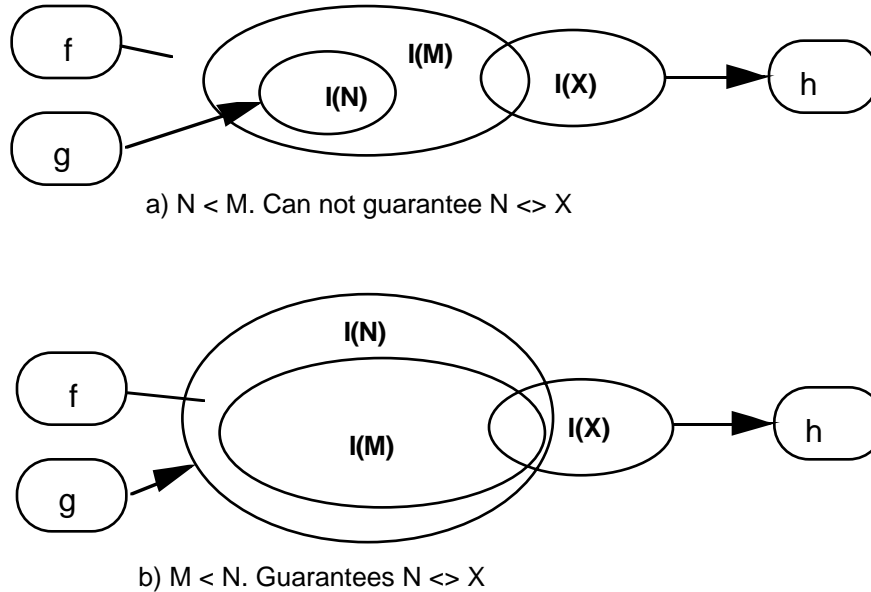 f
I(M)
I(N)
I(X)
h
g
a) N < M. Can not guarantee N <> X
I(N)
f
I(X)
h
I(M)
g
b) M < N. Guarantees N <> X